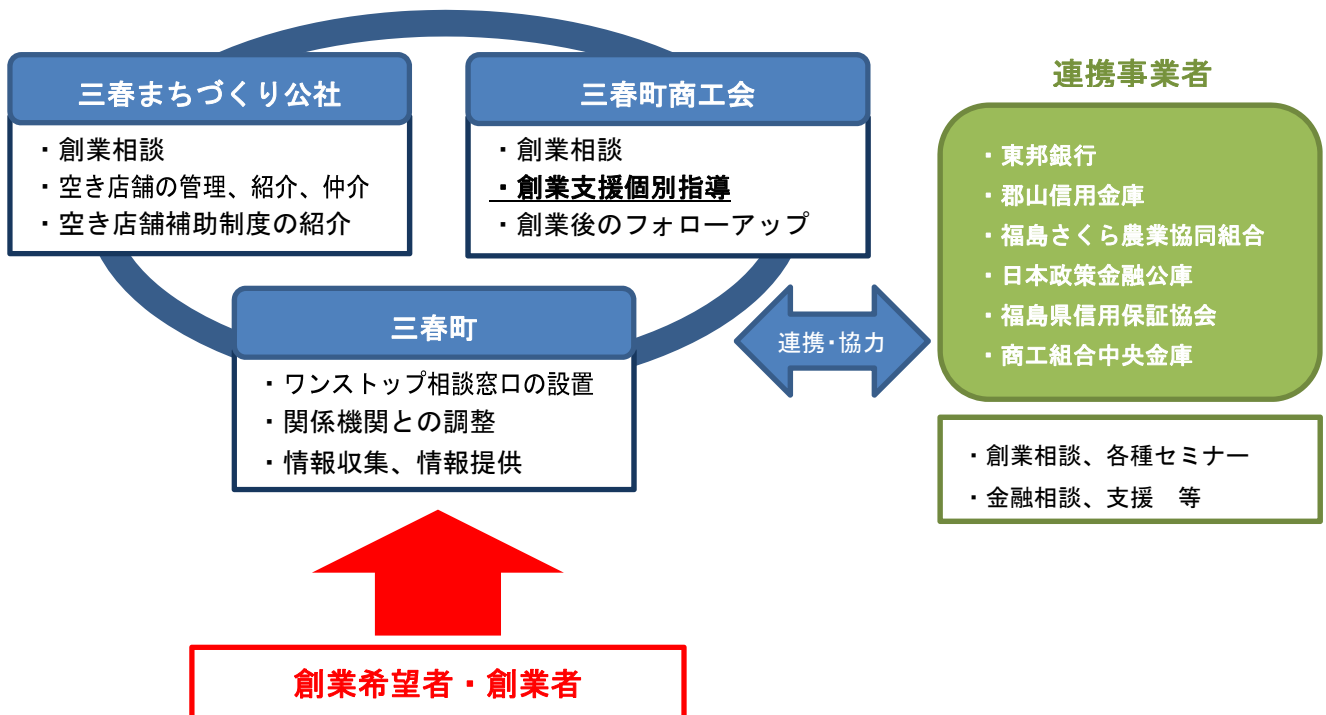 三春まちづくり公社
・創業相談
・空き店舗の管理、紹介、仲介
・空き店舗補助制度の紹介
三春町商工会
・創業相談
・創業支援個別指導
・創業後のフォローアップ
三春町
・ワンストップ相談窓口の設置
・関係機関との調整
・情報収集、情報提供
連携・協力
連携事業者
・東邦銀行
・郡山信用金庫
・福島さくら農業協同組合
・日本政策金融公庫
・福島県信用保証協会
・商工組合中央金庫
・創業相談、各種セミナー
・金融相談、支援　等
創業希望者・創業者